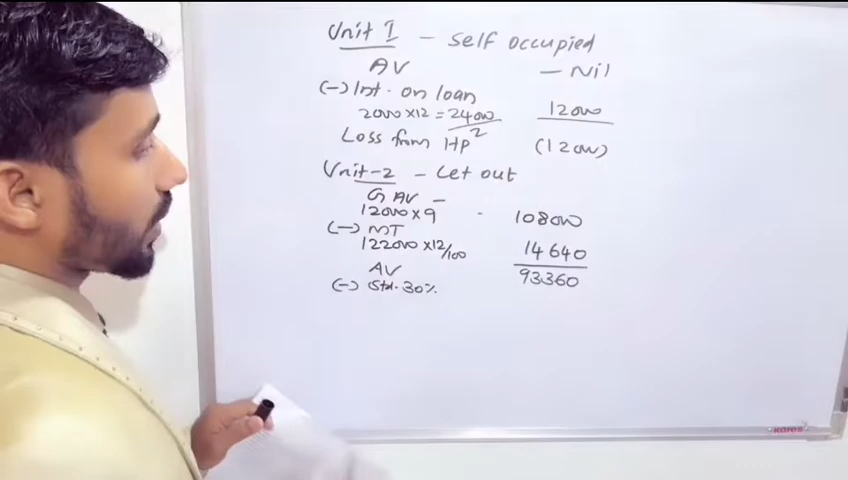 Unit I - Self occupied
AV - Nil
(-) Int. on loan
2000 x 12 = 24000 12000
2
Loss from HP (12000)
Unit-2 - Let out
GAV -
12000 x 9 - 108000
(-) MT
122000 x 12/100 14640
AV 93360
(-) Std. 30%
Kores